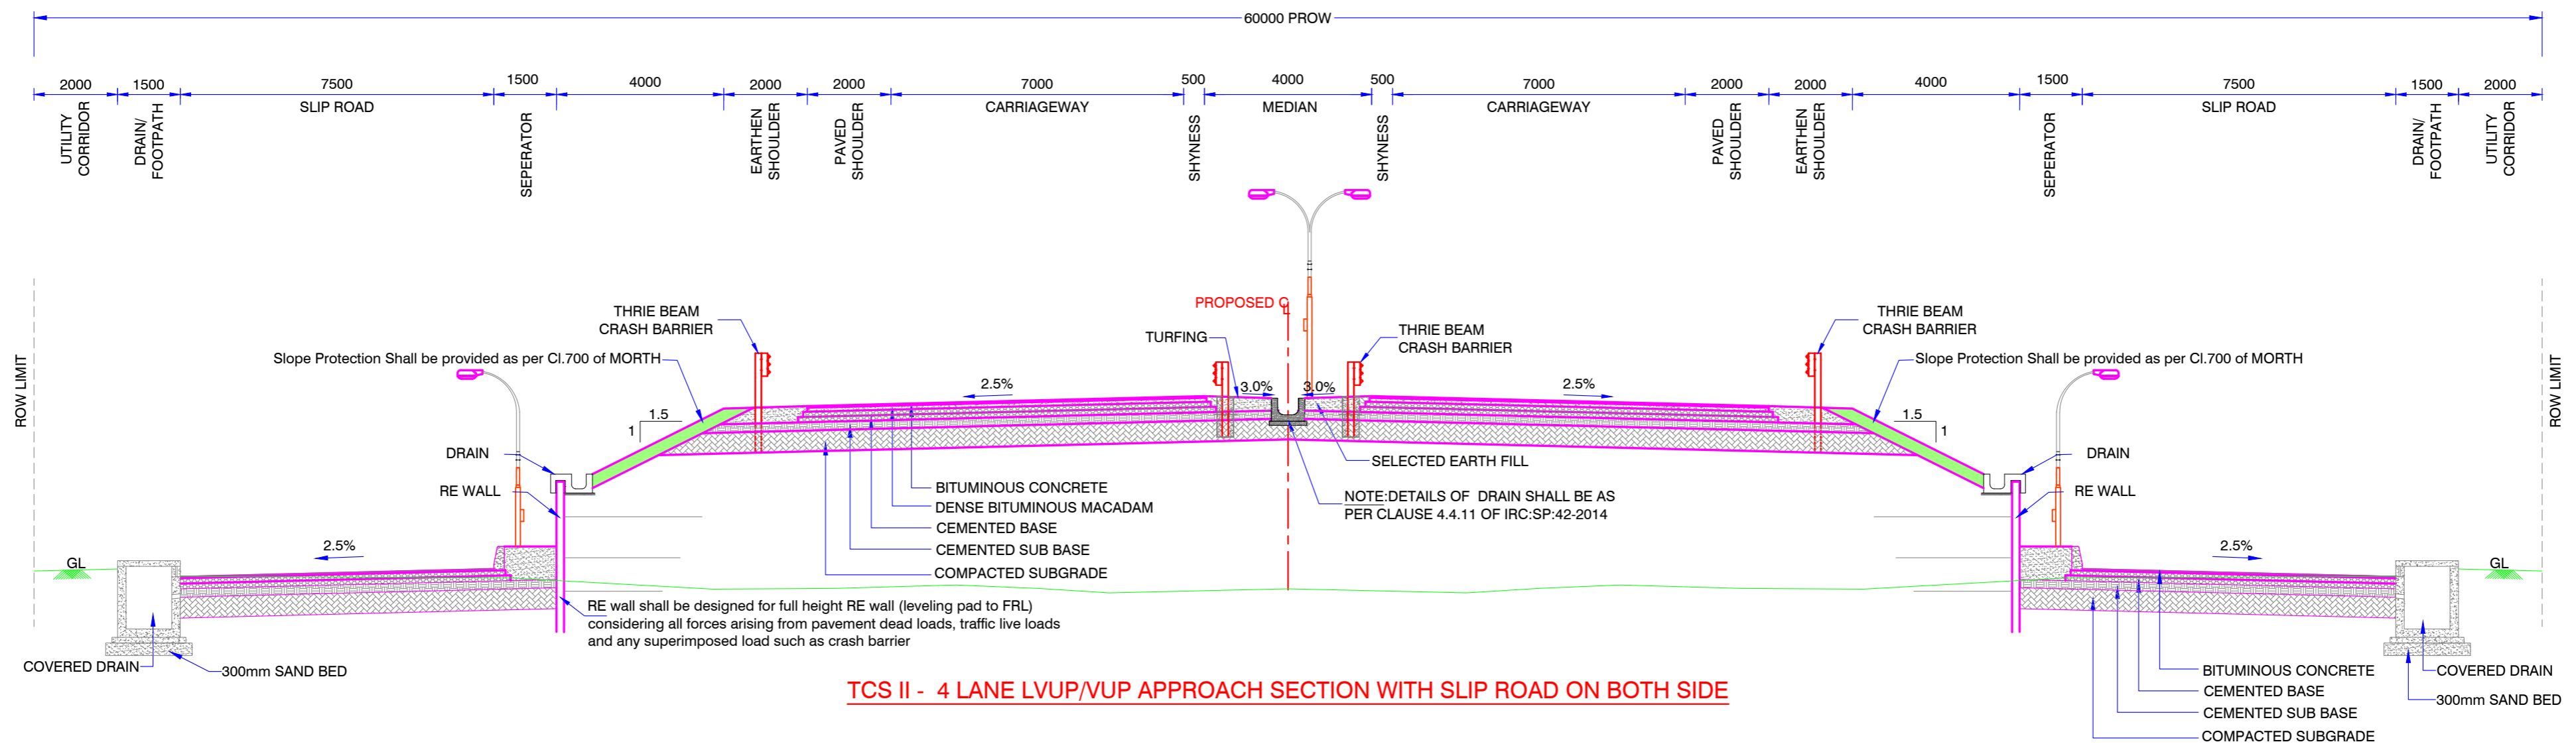 60000 PROW
2000 1500 7500 1500 4000 2000 2000 7000 500 4000 500 7000 2000 2000 4000 1500 7500 1500 2000
UTILITY
CORRIDOR
DRAIN/
FOOTPATH
SLIP ROAD
SEPERATOR
EARTHEN
SHOULDER
PAVED
SHOULDER
CARRIAGEWAY
SHYNESS
MEDIAN
SHYNESS
CARRIAGEWAY
PAVED
SHOULDER
EARTHEN
SHOULDER
SEPERATOR
SLIP ROAD
DRAIN/
FOOTPATH
UTILITY
CORRIDOR
ROW LIMIT
THRIE BEAM
CRASH BARRIER
Slope Protection Shall be provided as per Cl.700 of MORTH
PROPOSED C
TURFING
THRIE BEAM
CRASH BARRIER
THRIE BEAM
CRASH BARRIER
Slope Protection Shall be provided as per Cl.700 of MORTH
ROW LIMIT
2.5%
3.0%
3.0%
2.5%
1.5
1
1.5
1
DRAIN
RE WALL
DRAIN
RE WALL
SELECTED EARTH FILL
BITUMINOUS CONCRETE
DENSE BITUMINOUS MACADAM
CEMENTED BASE
CEMENTED SUB BASE
COMPACTED SUBGRADE
NOTE:DETAILS OF DRAIN SHALL BE AS
PER CLAUSE 4.4.11 OF IRC:SP:42-2014
2.5%
2.5%
GL
GL
RE wall shall be designed for full height RE wall (leveling pad to FRL)
considering all forces arising from pavement dead loads, traffic live loads
and any superimposed load such as crash barrier
COVERED DRAIN
300mm SAND BED
BITUMINOUS CONCRETE
CEMENTED BASE
CEMENTED SUB BASE
COMPACTED SUBGRADE
COVERED DRAIN
300mm SAND BED
TCS II - 4 LANE LVUP/VUP APPROACH SECTION WITH SLIP ROAD ON BOTH SIDE